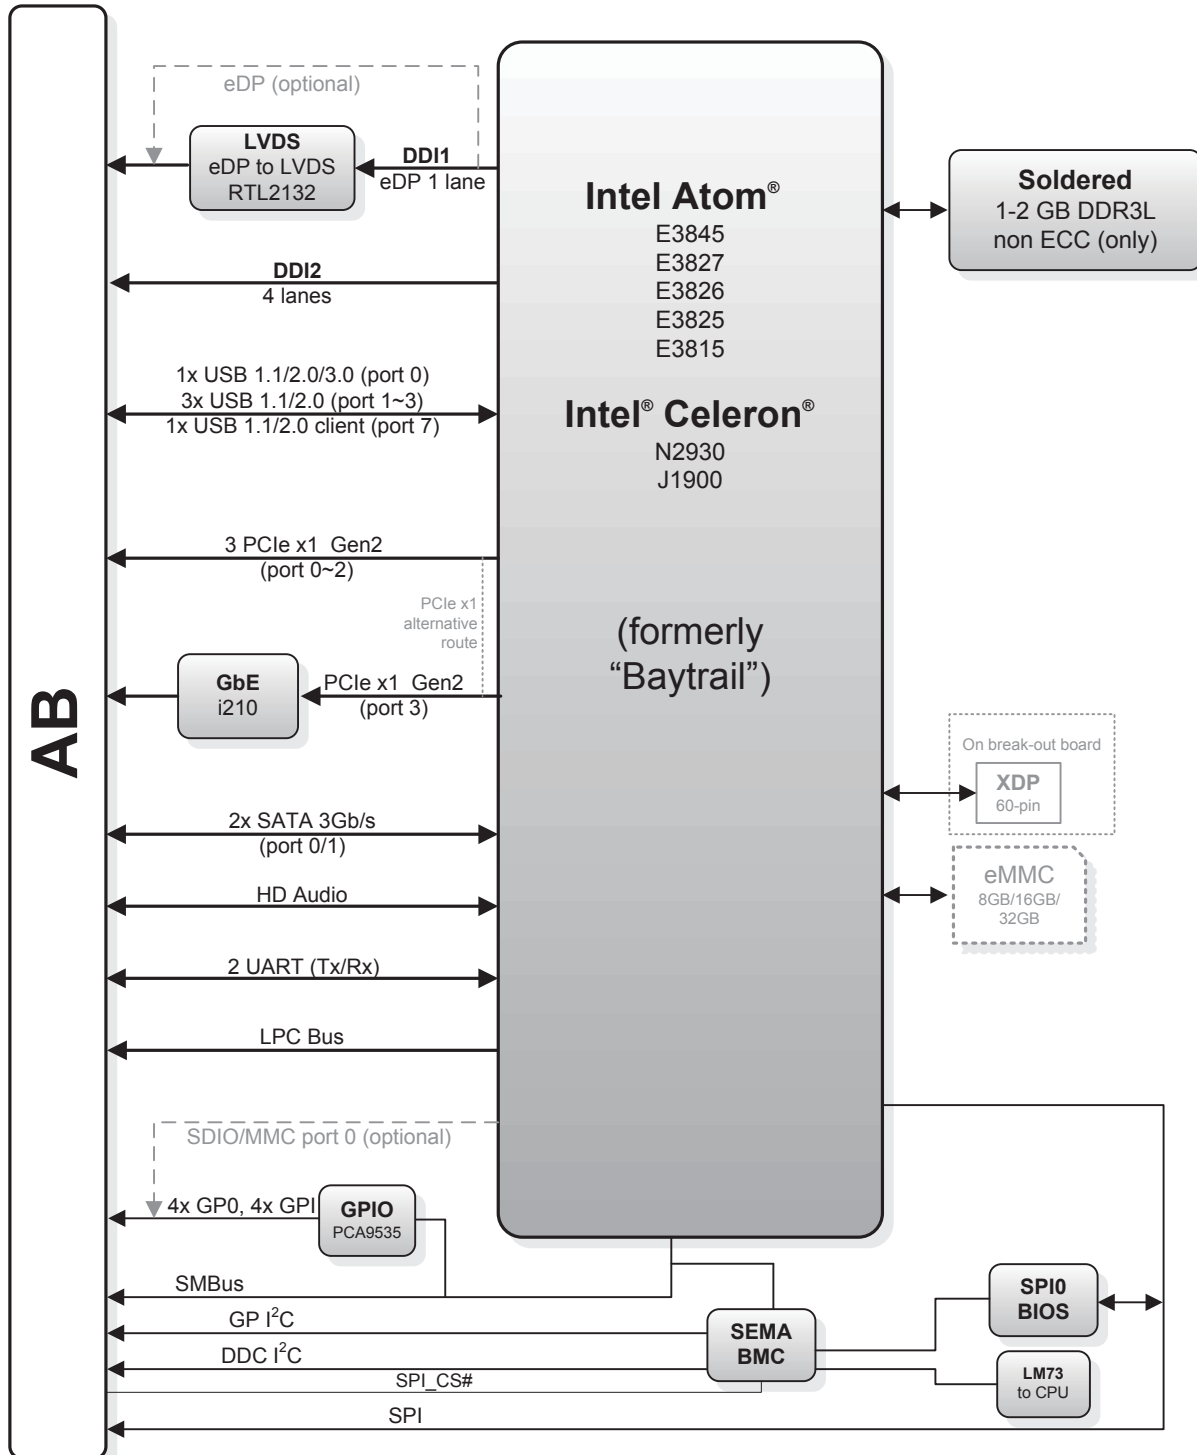 AB
eDP (optional)
LVDS
eDP to LVDS
RTL2132
DDI1
eDP 1 lane
DDI2
4 lanes
1x USB 1.1/2.0/3.0 (port 0)
3x USB 1.1/2.0 (port 1~3)
1x USB 1.1/2.0 client (port 7)
3 PCIe x1 Gen2
(port 0~2)
PCIe x1
alternative
route
GbE
i210
PCIe x1 Gen2
(port 3)
2x SATA 3Gb/s
(port 0/1)
HD Audio
2 UART (Tx/Rx)
LPC Bus
SDIO/MMC port 0 (optional)
4x GP0, 4x GPI
GPIO
PCA9535
SMBus
GP I²C
DDC I²C
SPI_CS#
SPI
Intel Atom®
E3845
E3827
E3826
E3825
E3815
Intel® Celeron®
N2930
J1900
(formerly
“Baytrail”)
Soldered
1-2 GB DDR3L
non ECC (only)
On break-out board
XDP
60-pin
eMMC
8GB/16GB/
32GB
SEMA
BMC
SPI0
BIOS
LM73
to CPU